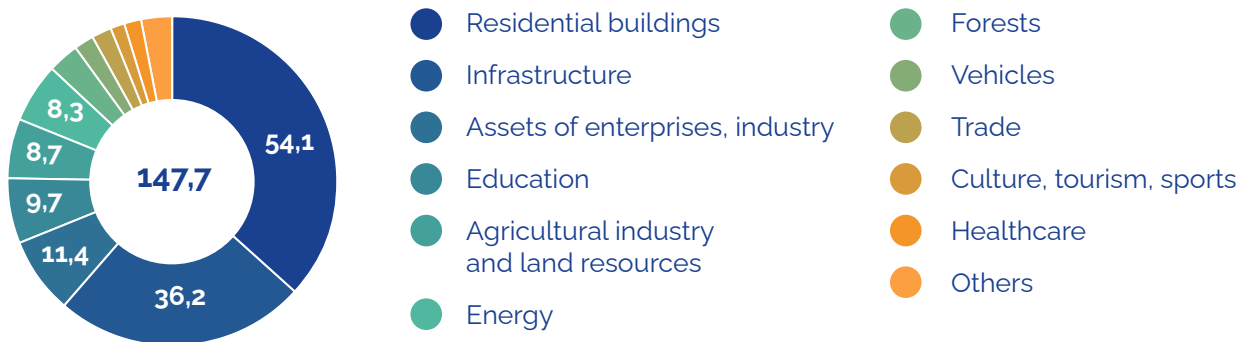 54,1
36,2
11,4
9,7
8,7
8,3
147,7
Residential buildings
Infrastructure
Assets of enterprises, industry
Education
Agricultural industry
and land resources
Energy
Forests
Vehicles
Trade
Culture, tourism, sports
Healthcare
Others